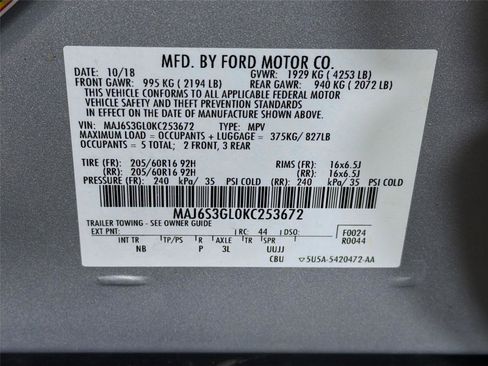 MFD. BY FORD MOTOR CO.
DATE: 10/18 GVWR: 1929 KG ( 4253 LB)
FRONT GAWR: 995 KG ( 2194 LB) REAR GAWR: 940 KG ( 2072 LB)
THIS VEHICLE CONFORMS TO ALL APPLICABLE FEDERAL MOTOR
VEHICLE SAFETY AND THEFT PREVENTION STANDARDS
IN EFFECT ON THE DATE OF MANUFACTURE SHOWN ABOVE.
VIN: MAJ6S3GL0KC253672 TYPE: MPV
MAXIMUM LOAD = OCCUPANTS + LUGGAGE = 375KG/ 827LB
OCCUPANTS = 5 TOTAL; 2 FRONT, 3 REAR
TIRE (FR): 205/60R16 92H RIMS (FR): 16x6.5J
(RR): 205/60R16 92H (RR): 16x6.5J
PRESSURE (FR): 240 kPa/ 35 PSI COLD (RR): 240 kPa/ 35 PSI COLD
MAJ6S3GL0KC253672
TRAILER TOWING - SEE OWNER GUIDE
EXT PNT: RC: 44 DSO: F0024
R0044
INT TR TP/PS R AXLE TR SPR
NB P 3L UUJJ
CBU 5U5A-5420472-AA